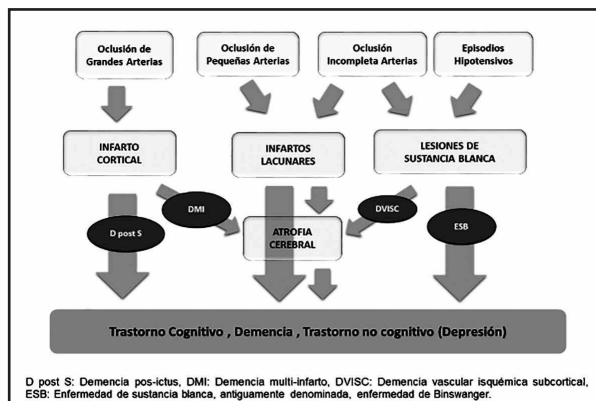 Oclusión de
Grandes Arterias
Oclusión de
Pequeñas Arterias
Oclusión
Incompleta Arterias
Episodios
Hipotensivos
INFARTO
CORTICAL
INFARTOS
LACUNARES
LESIONES DE
SUSTANCIA BLANCA
D post S
DMI
ATROFIA
CEREBRAL
DVISC
ESB
Trastorno Cognitivo , Demencia , Trastorno no cognitivo (Depresión)
D post S: Demencia pos-ictus, DMI: Demencia multi-infarto, DVISC: Demencia vascular isquémica subcortical,
ESB: Enfermedad de sustancia blanca, antiguamente denominada, enfermedad de Binswanger.